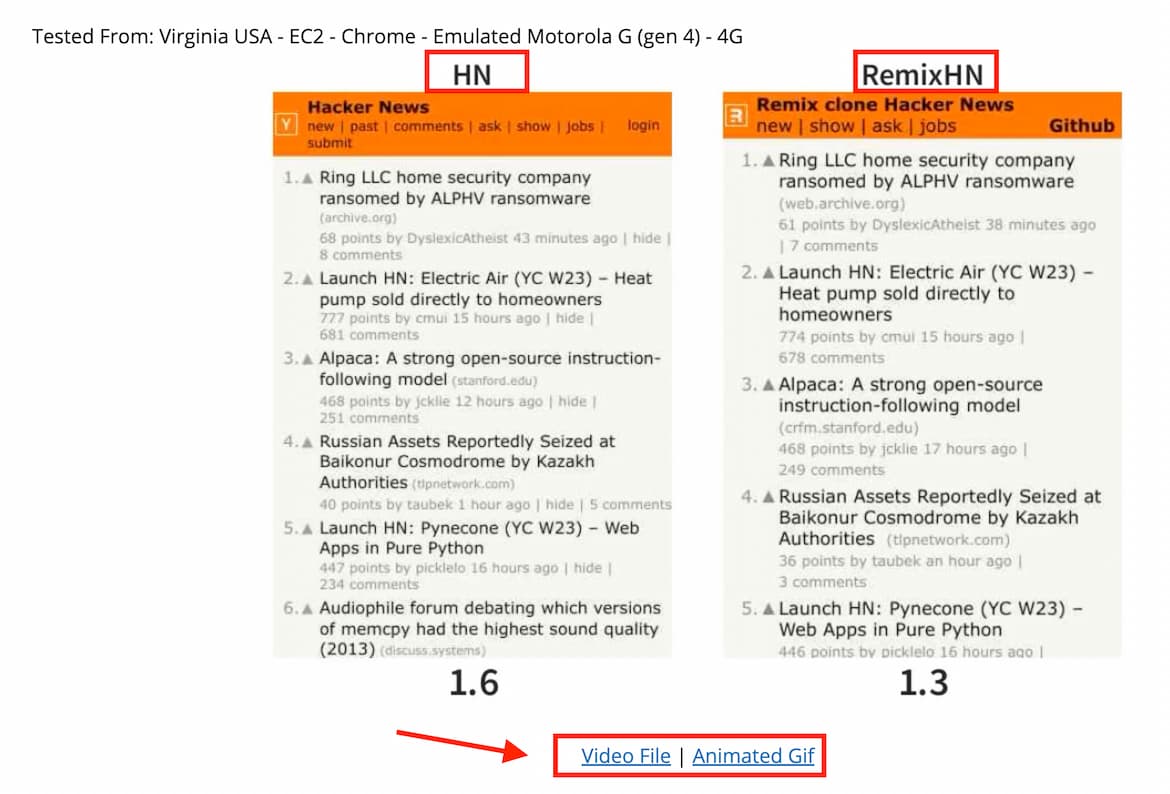 Tested From: Virginia USA - EC2 - Chrome - Emulated Motorola G (gen 4) - 4G
HN
Y
Hacker News
new | past | comments | ask | show | jobs |
submit
login
1. ▲ Ring LLC home security company
ransomed by ALPHV ransomware
(archive.org)
68 points by DyslexicAtheist 43 minutes ago | hide |
8 comments
2. ▲ Launch HN: Electric Air (YC W23) – Heat
pump sold directly to homeowners
777 points by cmui 15 hours ago | hide |
681 comments
3. ▲ Alpaca: A strong open-source instruction-
following model (stanford.edu)
468 points by jcklie 12 hours ago | hide |
251 comments
4. ▲ Russian Assets Reportedly Seized at
Baikonur Cosmodrome by Kazakh
Authorities (tlpnetwork.com)
40 points by taubek 1 hour ago | hide | 5 comments
5. ▲ Launch HN: Pynecone (YC W23) – Web
Apps in Pure Python
447 points by picklelo 16 hours ago | hide |
234 comments
6. ▲ Audiophile forum debating which versions
of memcpy had the highest sound quality
(2013) (discuss.systems)
1.6
RemixHN
R
Remix clone Hacker News
new | show | ask | jobs
Github
1. ▲ Ring LLC home security company
ransomed by ALPHV ransomware
(web.archive.org)
61 points by DyslexicAtheist 38 minutes ago
| 7 comments
2. ▲ Launch HN: Electric Air (YC W23) –
Heat pump sold directly to
homeowners
774 points by cmui 15 hours ago |
678 comments
3. ▲ Alpaca: A strong open-source
instruction-following model
(crfm.stanford.edu)
468 points by jcklie 17 hours ago |
249 comments
4. ▲ Russian Assets Reportedly Seized at
Baikonur Cosmodrome by Kazakh
Authorities (tlpnetwork.com)
36 points by taubek an hour ago |
3 comments
5. ▲ Launch HN: Pynecone (YC W23) –
Web Apps in Pure Python
446 points by picklelo 16 hours ago |
1.3
Video File | Animated Gif